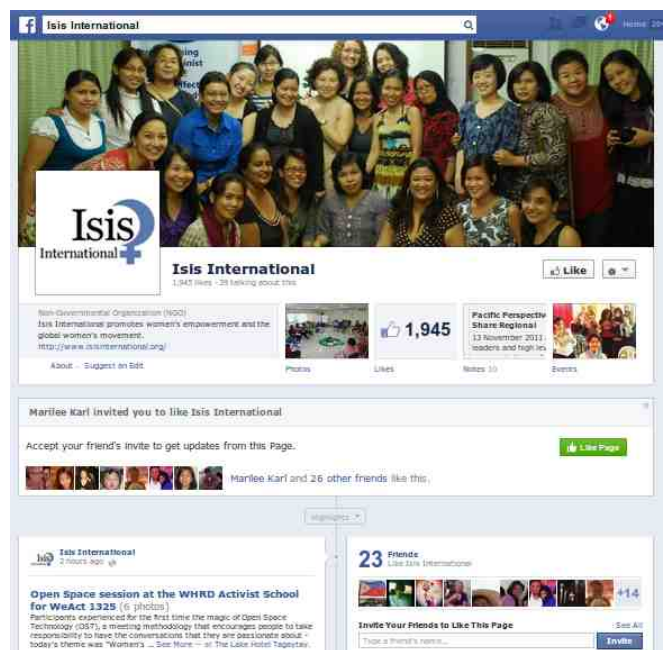 Isis International
Home
Isis
International
Isis International
Like
1,945 likes · 29 talking about this
Non-Governmental Organization (NGO)
Isis International promotes women's empowerment and the
global women's movement.
http://www.isisinternational.org/
About - Suggest an Edit
Photos
1,945
Likes
Pacific Perspective
Share Regional
13 November 2011
leaders and high lev
Notes 10
Events
Marilee Karl invited you to like Isis International
Accept your friend's invite to get updates from this Page.
Like Page
Marilee Karl and 26 other friends like this.
Highlights
Isis International
2 hours ago
Open Space session at the WHRD Activist School
for WeAct 1325 (6 photos)
Participants experienced for the first time the magic of Open Space
Technology (OST), a meeting methodology that encourages people to take
responsibility to have the conversations that they are passionate about -
today's theme was "Women's ... See More — at The Lake Hotel Tagaytay.
23 Friends
Like Isis International
+14
Invite Your Friends to Like This Page
See All
Type a friend's name...
Invite